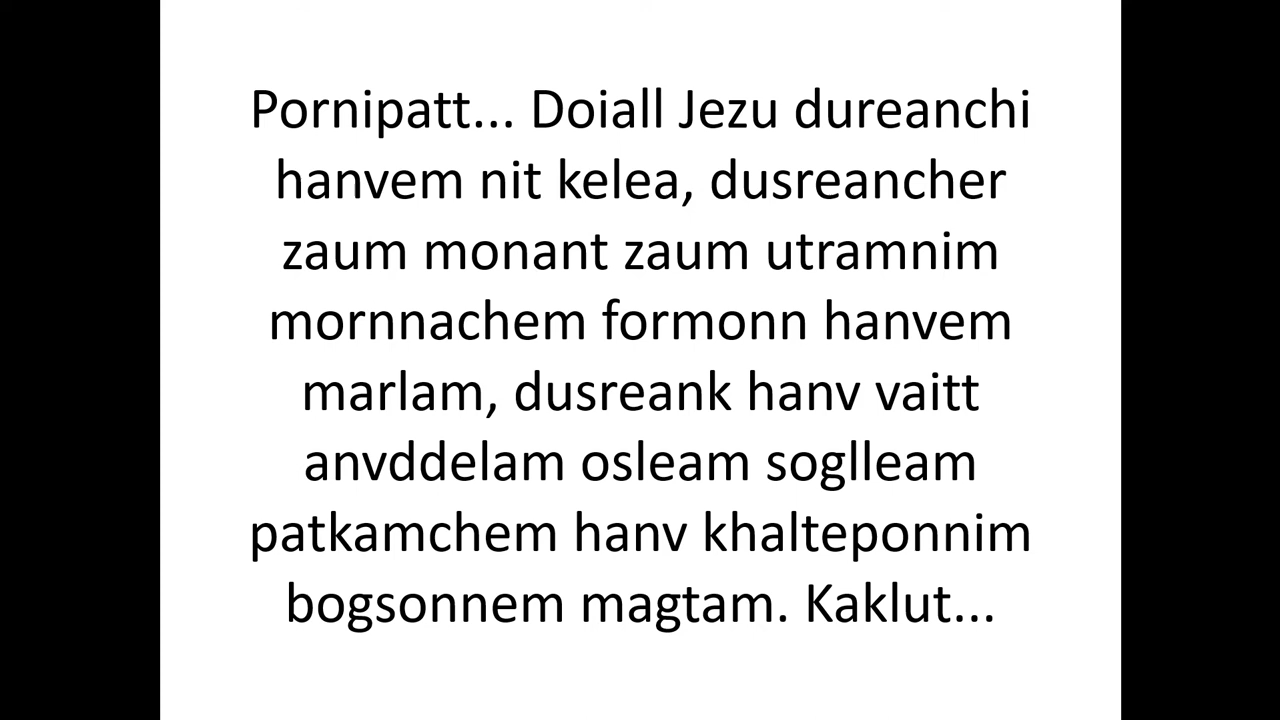 Pornipatt... Doiall Jezu dureanchi
hanvem nit kelea, dusreancher
zaum monant zaum utramnim
mornnachem formonn hanvem
marlam, dusreank hanv vaitt
anvddelam osleam soglleam
patkamchem hanv khalteponnim
bogsonnem magtam. Kaklut...